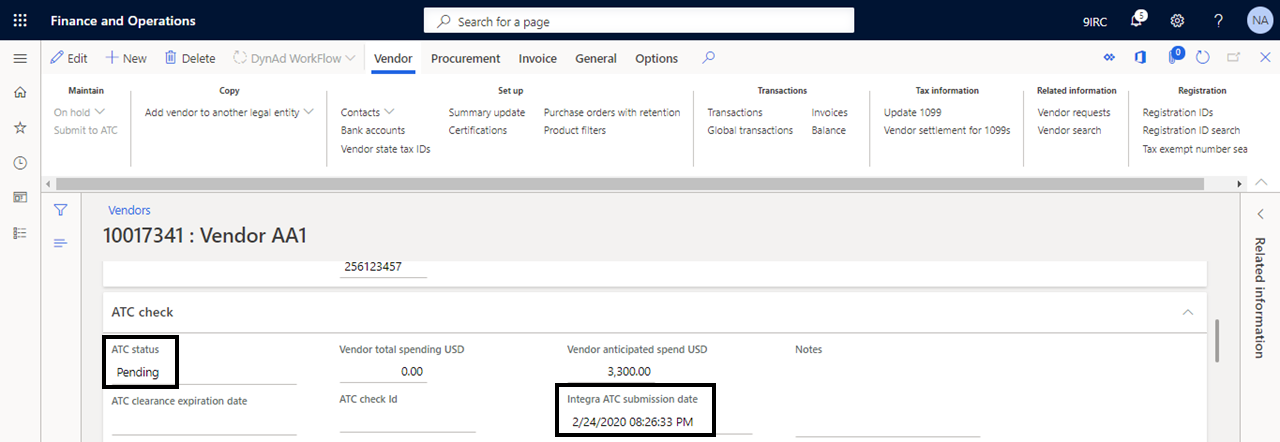 Finance and Operations
Search for a page
9IRC
5
?
NA
Edit
New
Delete
DynAd WorkFlow
Vendor
Procurement
Invoice
General
Options
0
Maintain
On hold
Submit to ATC
Copy
Add vendor to another legal entity
Set up
Contacts
Bank accounts
Vendor state tax IDs
Summary update
Certifications
Purchase orders with retention
Product filters
Transactions
Transactions
Global transactions
Invoices
Balance
Tax information
Update 1099
Vendor settlement for 1099s
Related information
Vendor requests
Vendor search
Registration
Registration IDs
Registration ID search
Tax exempt number sea
Vendors
10017341 : Vendor AA1
256123457
ATC check
ATC status
Pending
Vendor total spending USD
0.00
Vendor anticipated spend USD
3,300.00
Notes
ATC clearance expiration date
ATC check Id
Integra ATC submission date
2/24/2020 08:26:33 PM
Related information